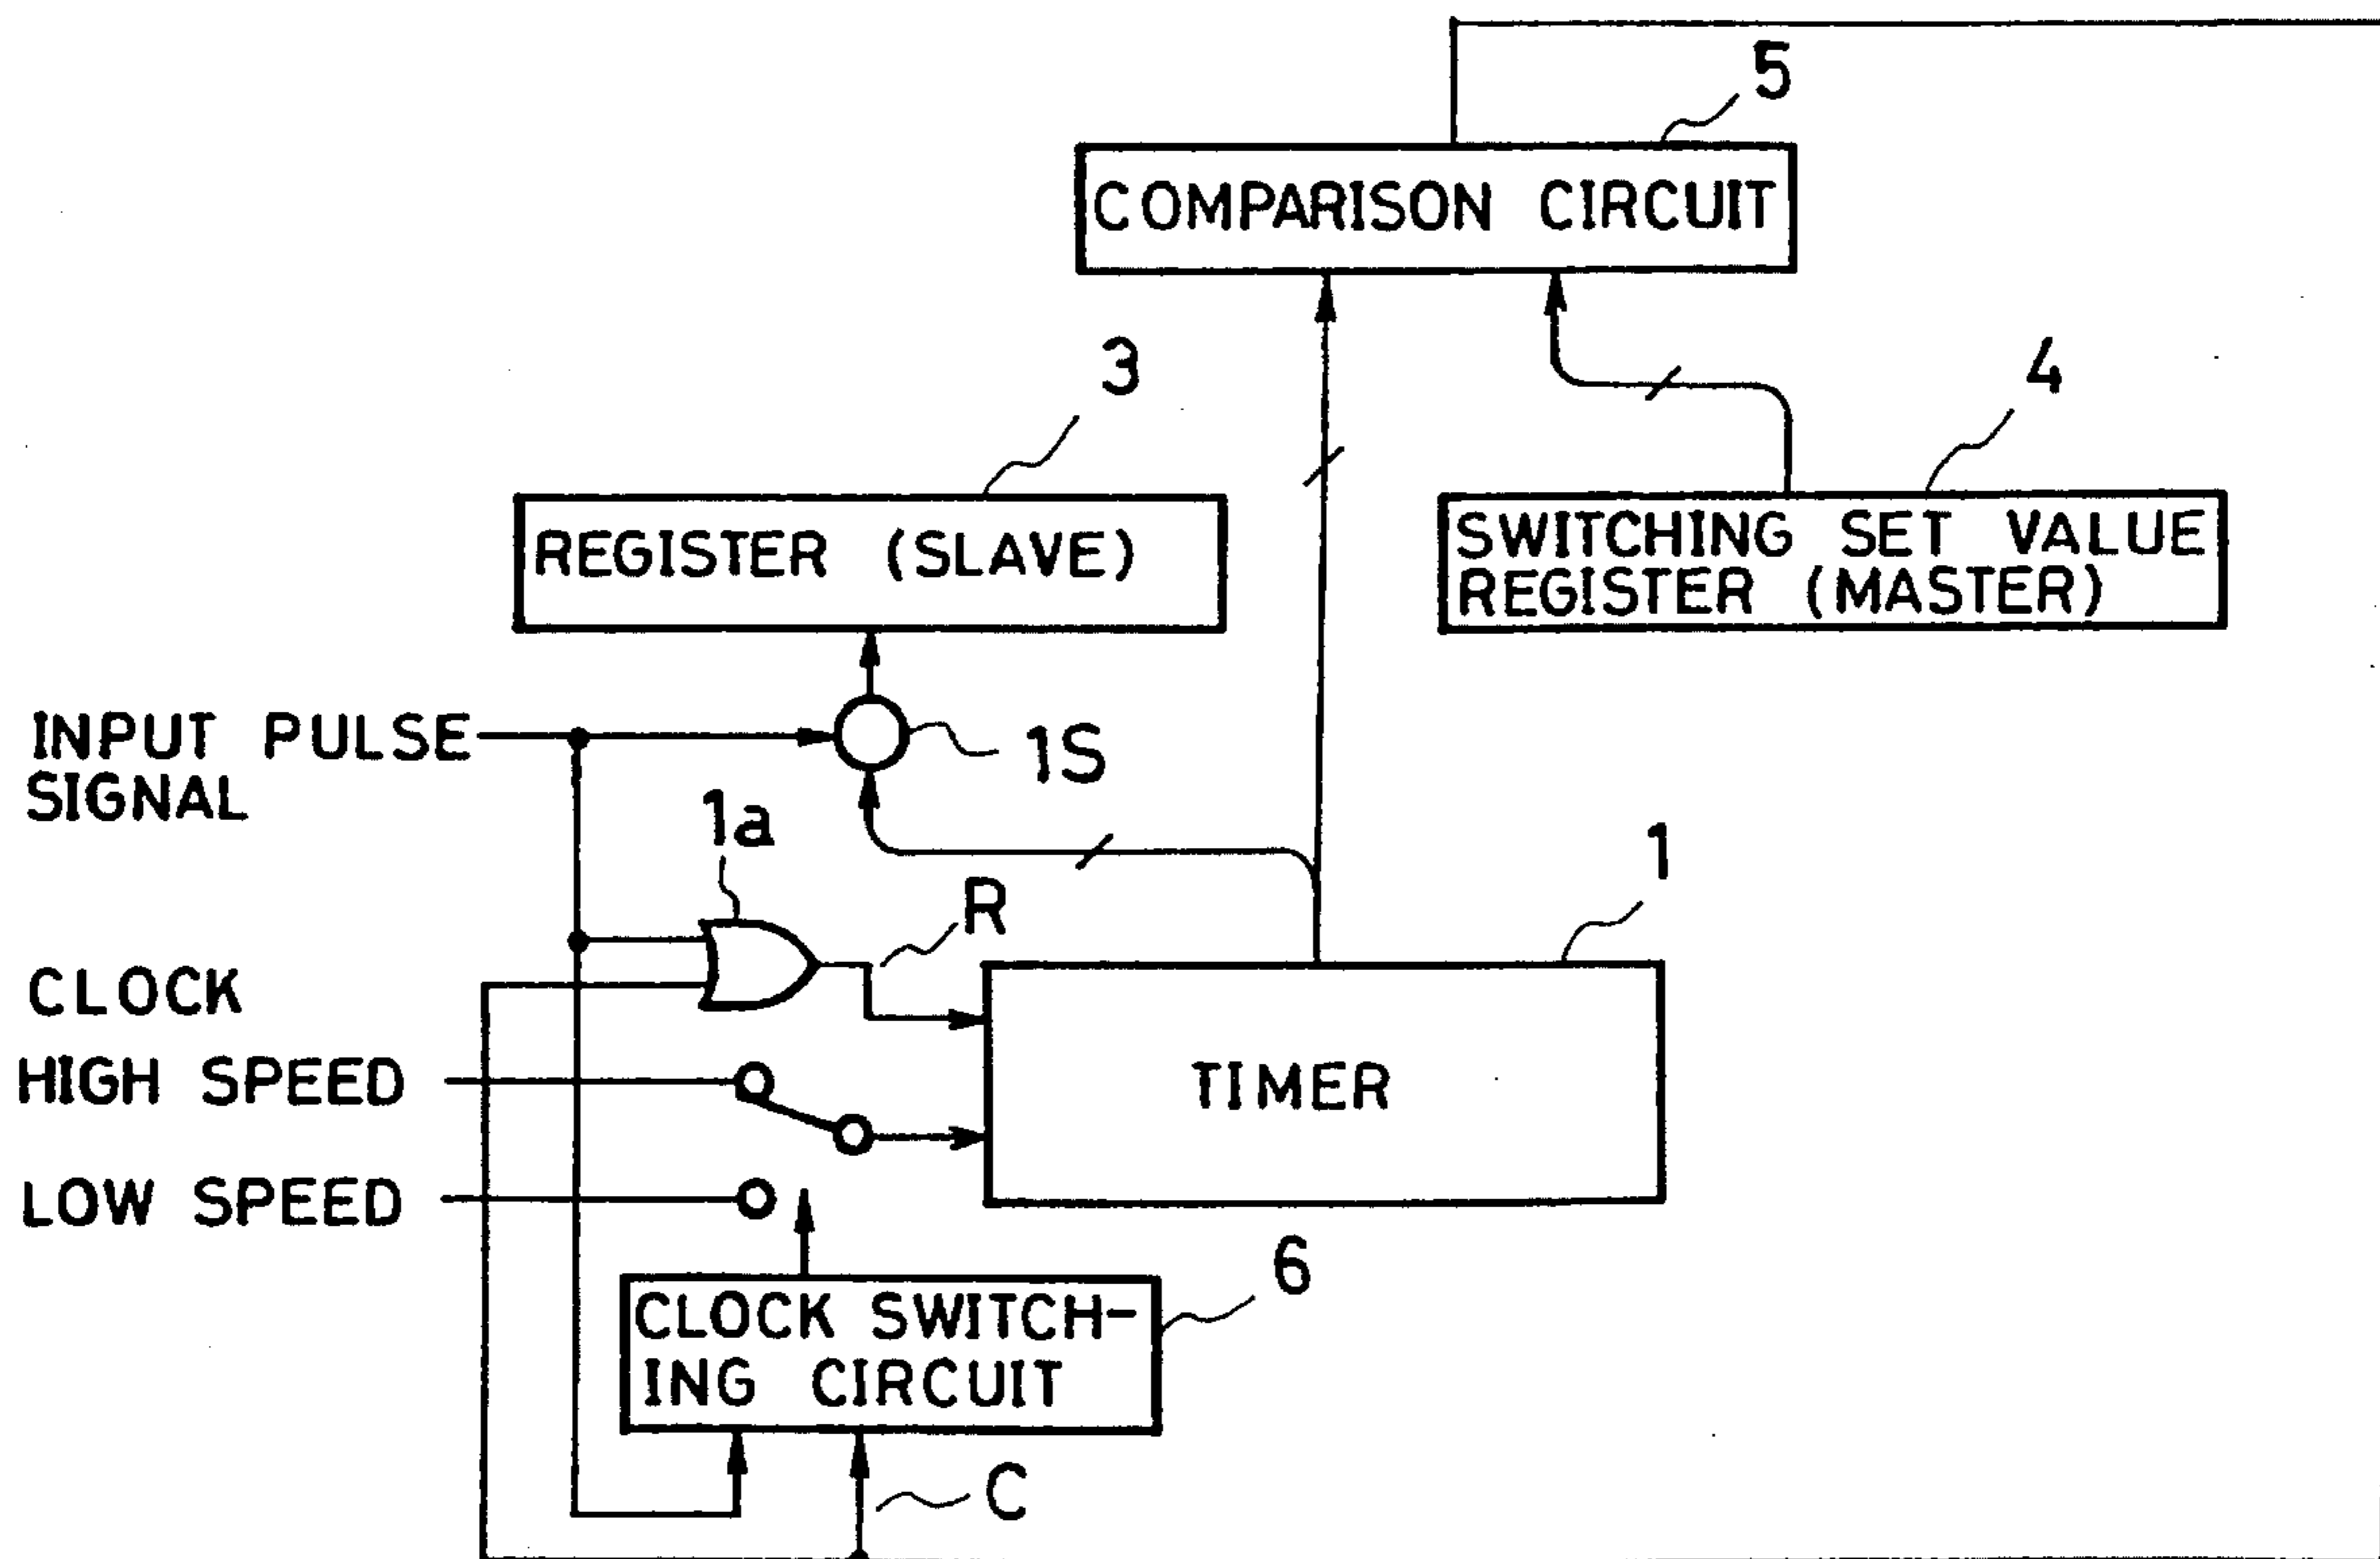 5
COMPARISON CIRCUIT
3
4
REGISTER (SLAVE)
SWITCHING SET VALUE
REGISTER (MASTER)
INPUT PULSE
SIGNAL
1S
1a
R
1
CLOCK
HIGH SPEED
TIMER
LOW SPEED
6
CLOCK SWITCH-
ING CIRCUIT
C